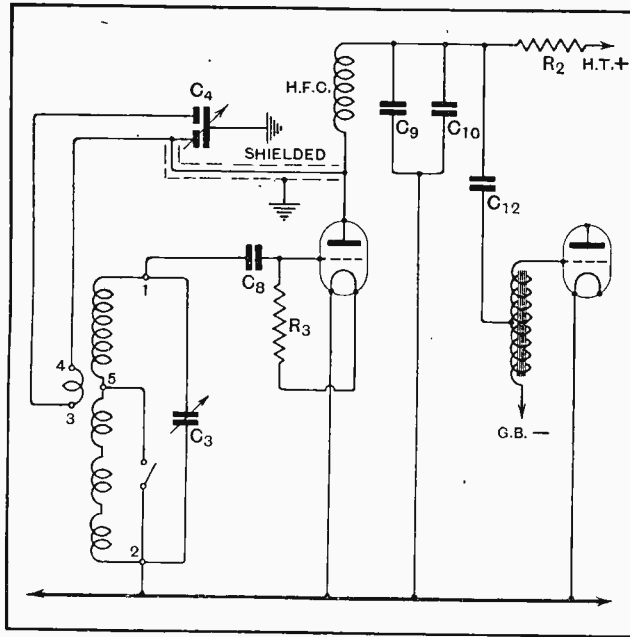 C4
H.F.C.
R2
H.T.+
C9
C10
SHIELDED
C12
1
C8
R3
4
5
3
C3
G.B. —
2